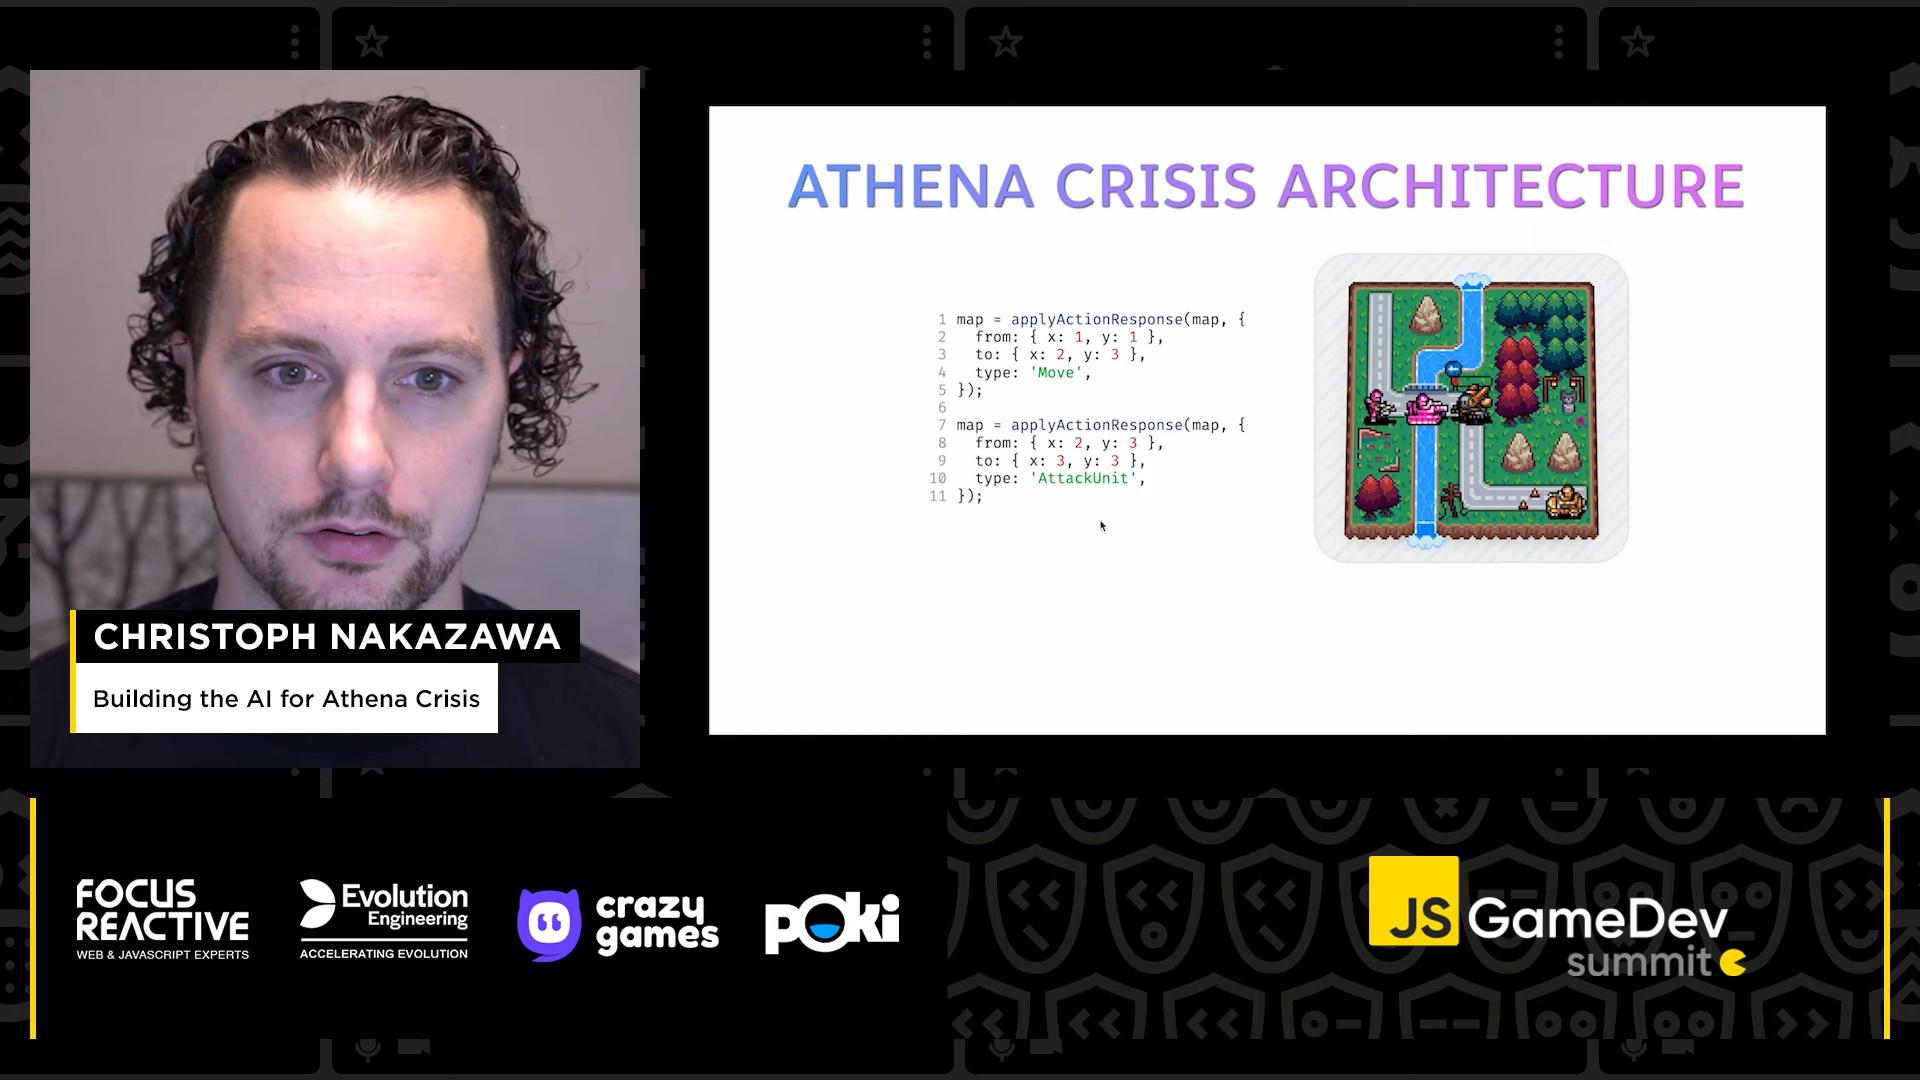 ATHENA CRISIS ARCHITECTURE
1 map = applyActionResponse(map, {
2   from: { x: 1, y: 1 },
3   to: { x: 2, y: 3 },
4   type: 'Move',
5 });
6
7 map = applyActionResponse(map, {
8   from: { x: 2, y: 3 },
9   to: { x: 3, y: 3 },
10   type: 'AttackUnit',
11 });
CHRISTOPH NAKAZAWA
Building the AI for Athena Crisis
FOCUS
REACTIVE
WEB & JAVASCRIPT EXPERTS
Evolution
Engineering
ACCELERATING EVOLUTION
crazy
games
poki
JS GameDev
summit